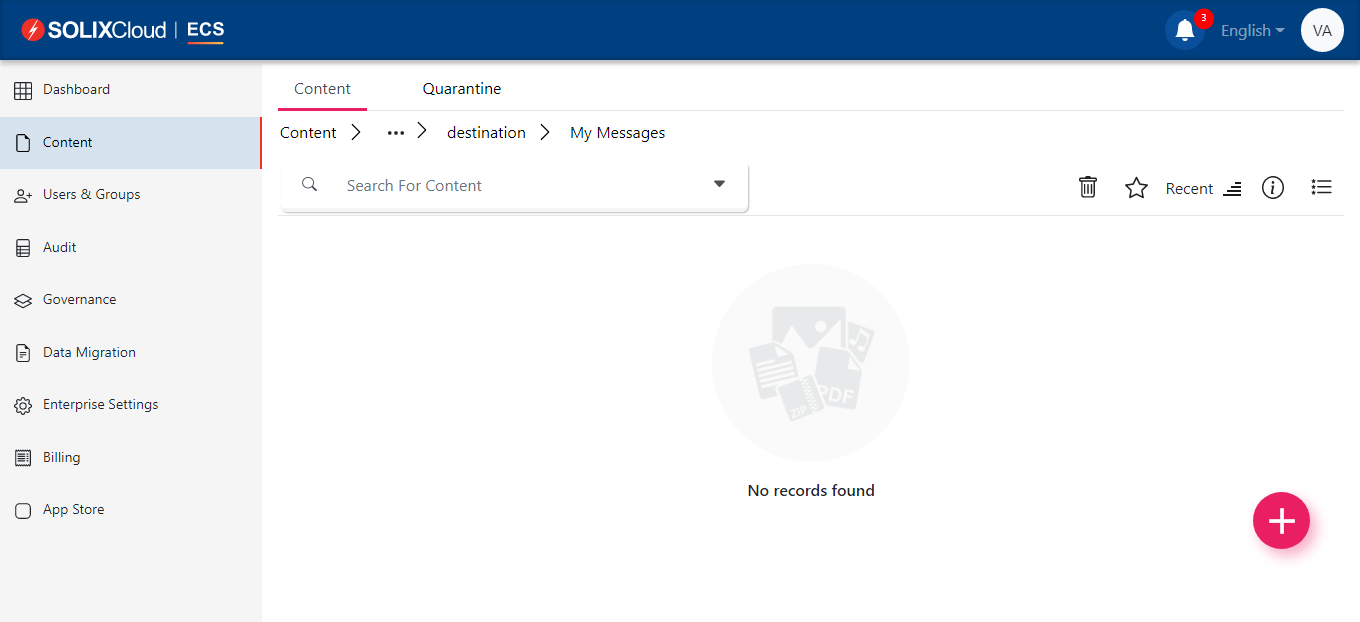 SOLIXCloud | ECS
3
English
VA
Dashboard
Content
Users & Groups
Audit
Governance
Data Migration
Enterprise Settings
Billing
App Store
Content Quarantine
Content > ••• > destination > My Messages
Search For Content
Recent
PDF
ZIP
No records found